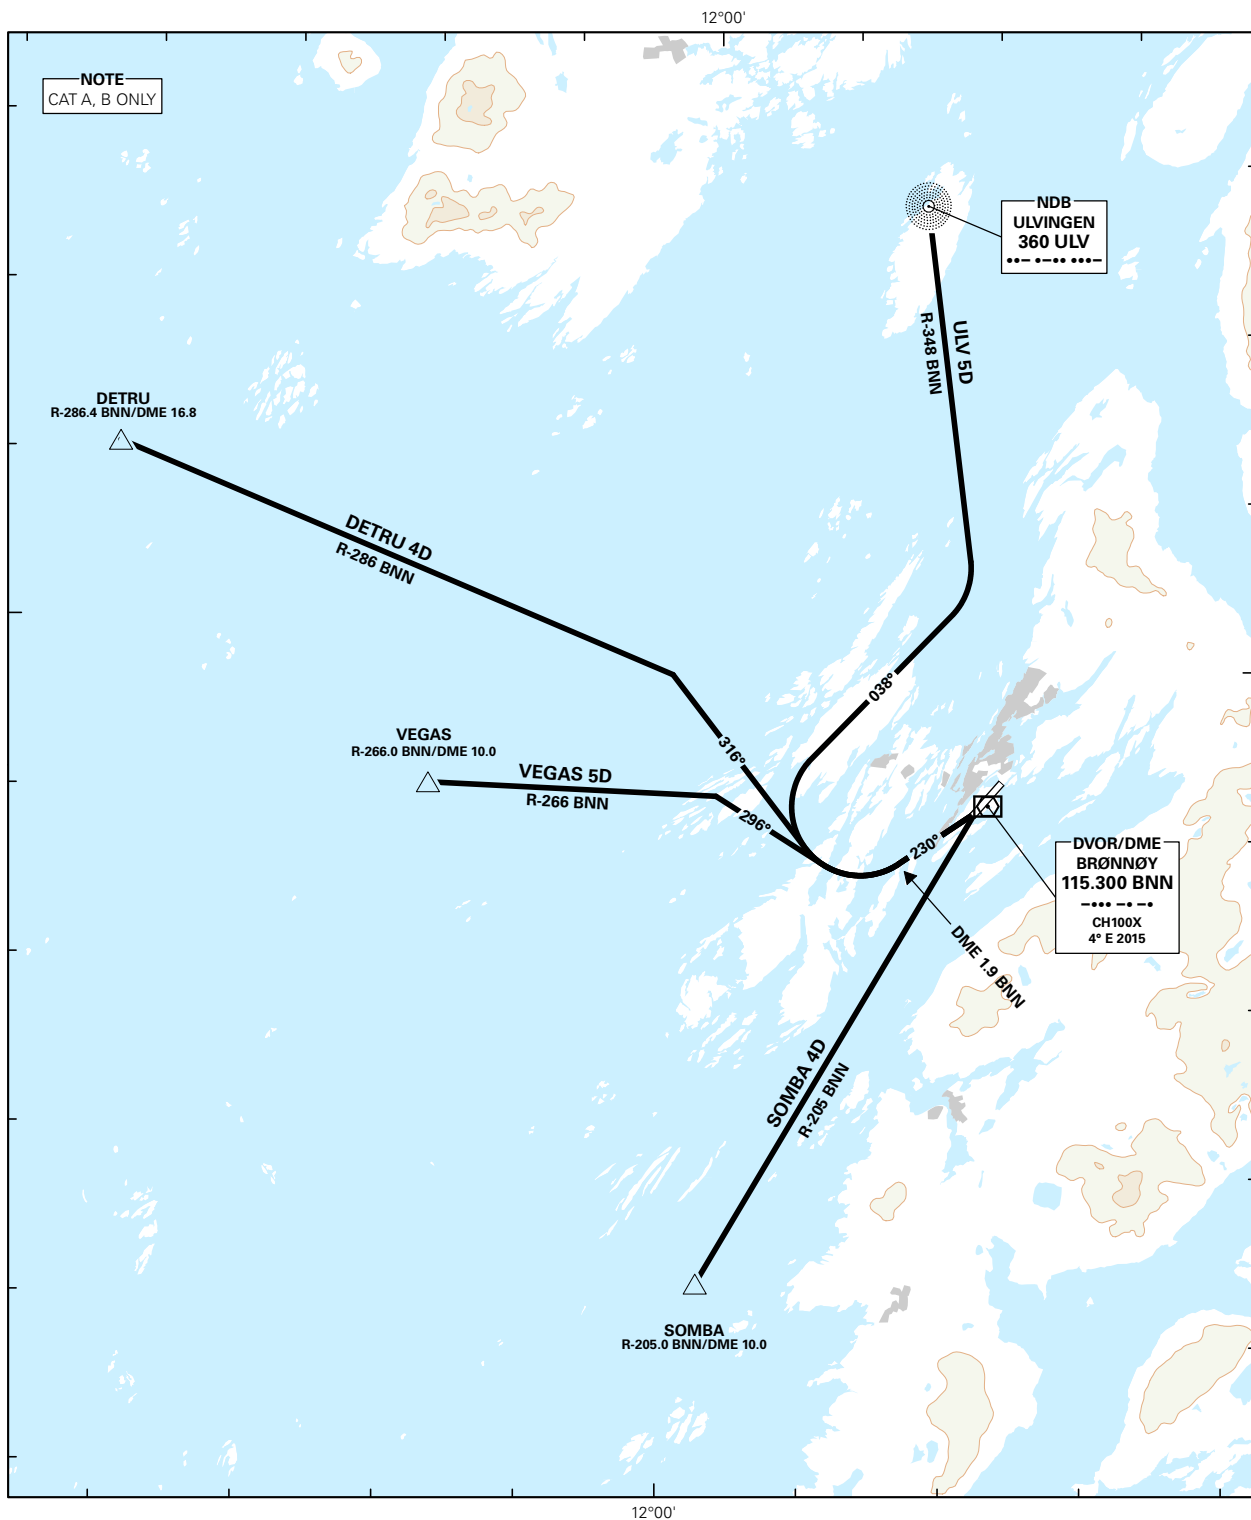 12°00'
NOTE
CAT A, B ONLY
NDB
ULVINGEN
360 ULV
••– •–•• •••–
ULV 5D
R-348 BNN
DETRU
R-286.4 BNN/DME 16.8
DETRU 4D
R-286 BNN
038°
316°
VEGAS
R-266.0 BNN/DME 10.0
VEGAS 5D
R-266 BNN
296°
230°
DVOR/DME
BRØNNØY
115.300 BNN
–••• –• –•
CH100X
4° E 2015
DME 1.9 BNN
SOMBA 4D
R-205 BNN
SOMBA
R-205.0 BNN/DME 10.0
12°00'